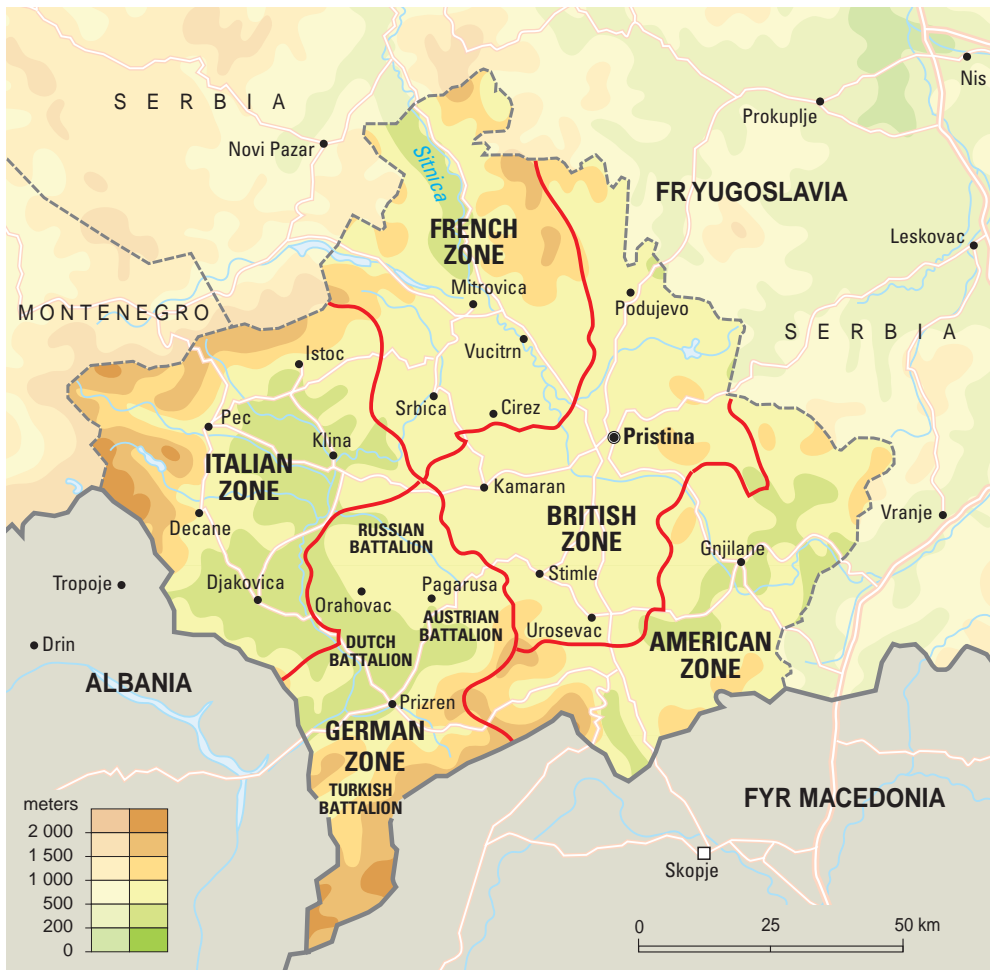 S E R B I A
Nis
Prokuplje
Novi Pazar
Sitnica
FR YUGOSLAVIA
FRENCH
ZONE
Leskovac
Mitrovica
Podujevo
MONTENEGRO
S E R B I A
Vucitrn
Istoc
Srbica
Cirez
Pec
Pristina
Klina
ITALIAN
ZONE
Kamaran
Decane
BRITISH
ZONE
Vranje
RUSSIAN
BATTALION
Gnjilane
Tropoje
Djakovica
Pagarusa
Stimle
Orahovac
AUSTRIAN
BATTALION
Urosevac
Drin
DUTCH
BATTALION
AMERICAN
ZONE
ALBANIA
Prizren
GERMAN
ZONE
TURKISH
BATTALION
FYR MACEDONIA
Skopje
meters
2 000
1 500
1 000
500
200
0
0 25 50 km